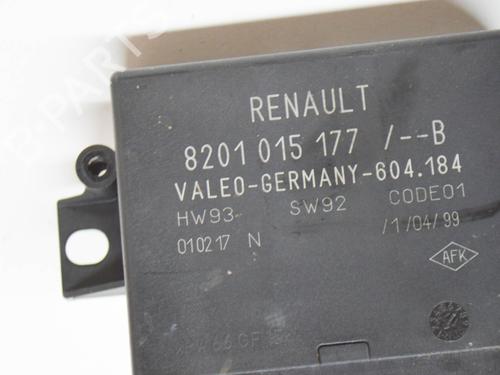 RENAULT
8201 015 177 /--B
VALEO-GERMANY-604.184
HW93 SW92 CODE01
010217 N /1/04/99
AFK